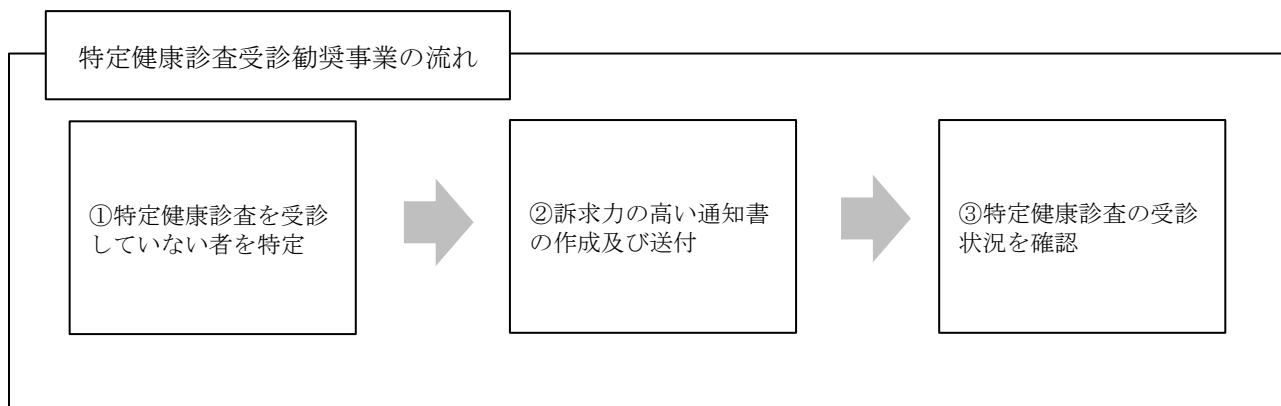 特定健康診査受診勧奨事業の流れ
①特定健康診査を受診
していない者を特定
②訴求力の高い通知書
の作成及び送付
③特定健康診査の受診
状況を確認